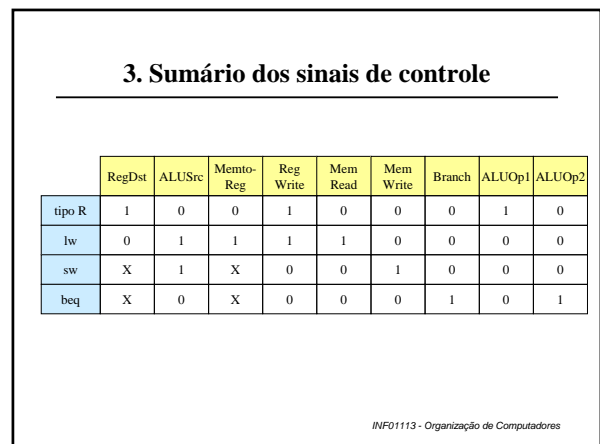 3. Sumário dos sinais de controle
RegDst ALUSrc Memto-Reg Reg Write Mem Read Mem Write Branch ALUOp1 ALUOp2
tipo R 1 0 0 1 0 0 0 1 0
lw 0 1 1 1 1 0 0 0 0
sw X 1 X 0 0 1 0 0 0
beq X 0 X 0 0 0 1 0 1
INF01113 - Organização de Computadores